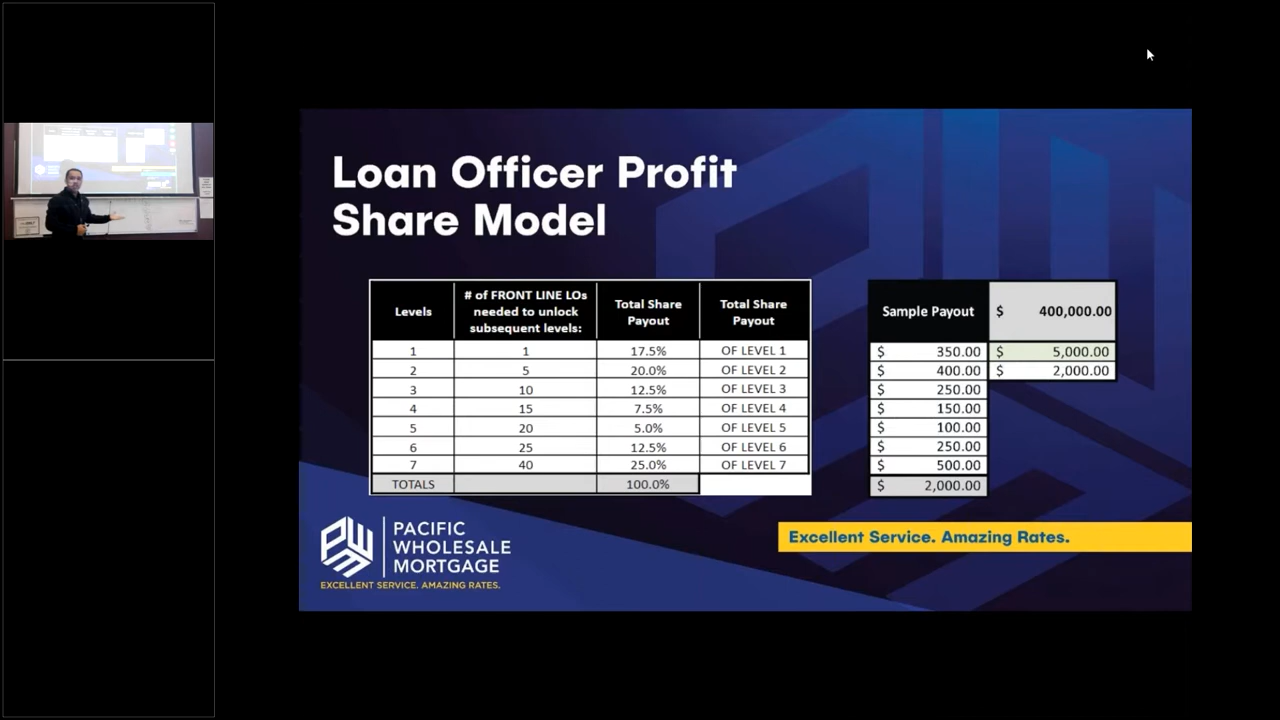 Loan Officer Profit
Share Model
Levels
# of FRONT LINE LOs
needed to unlock
subsequent levels:
Total Share
Payout
Total Share
Payout
1 1 17.5% OF LEVEL 1
2 5 20.0% OF LEVEL 2
3 10 12.5% OF LEVEL 3
4 15 7.5% OF LEVEL 4
5 20 5.0% OF LEVEL 5
6 25 12.5% OF LEVEL 6
7 40 25.0% OF LEVEL 7
TOTALS 100.0%
Sample Payout $ 400,000.00
$ 350.00 $ 5,000.00
$ 400.00 $ 2,000.00
$ 250.00
$ 150.00
$ 100.00
$ 250.00
$ 500.00
$ 2,000.00
PACIFIC
WHOLESALE
MORTGAGE
EXCELLENT SERVICE. AMAZING RATES.
Excellent Service. Amazing Rates.